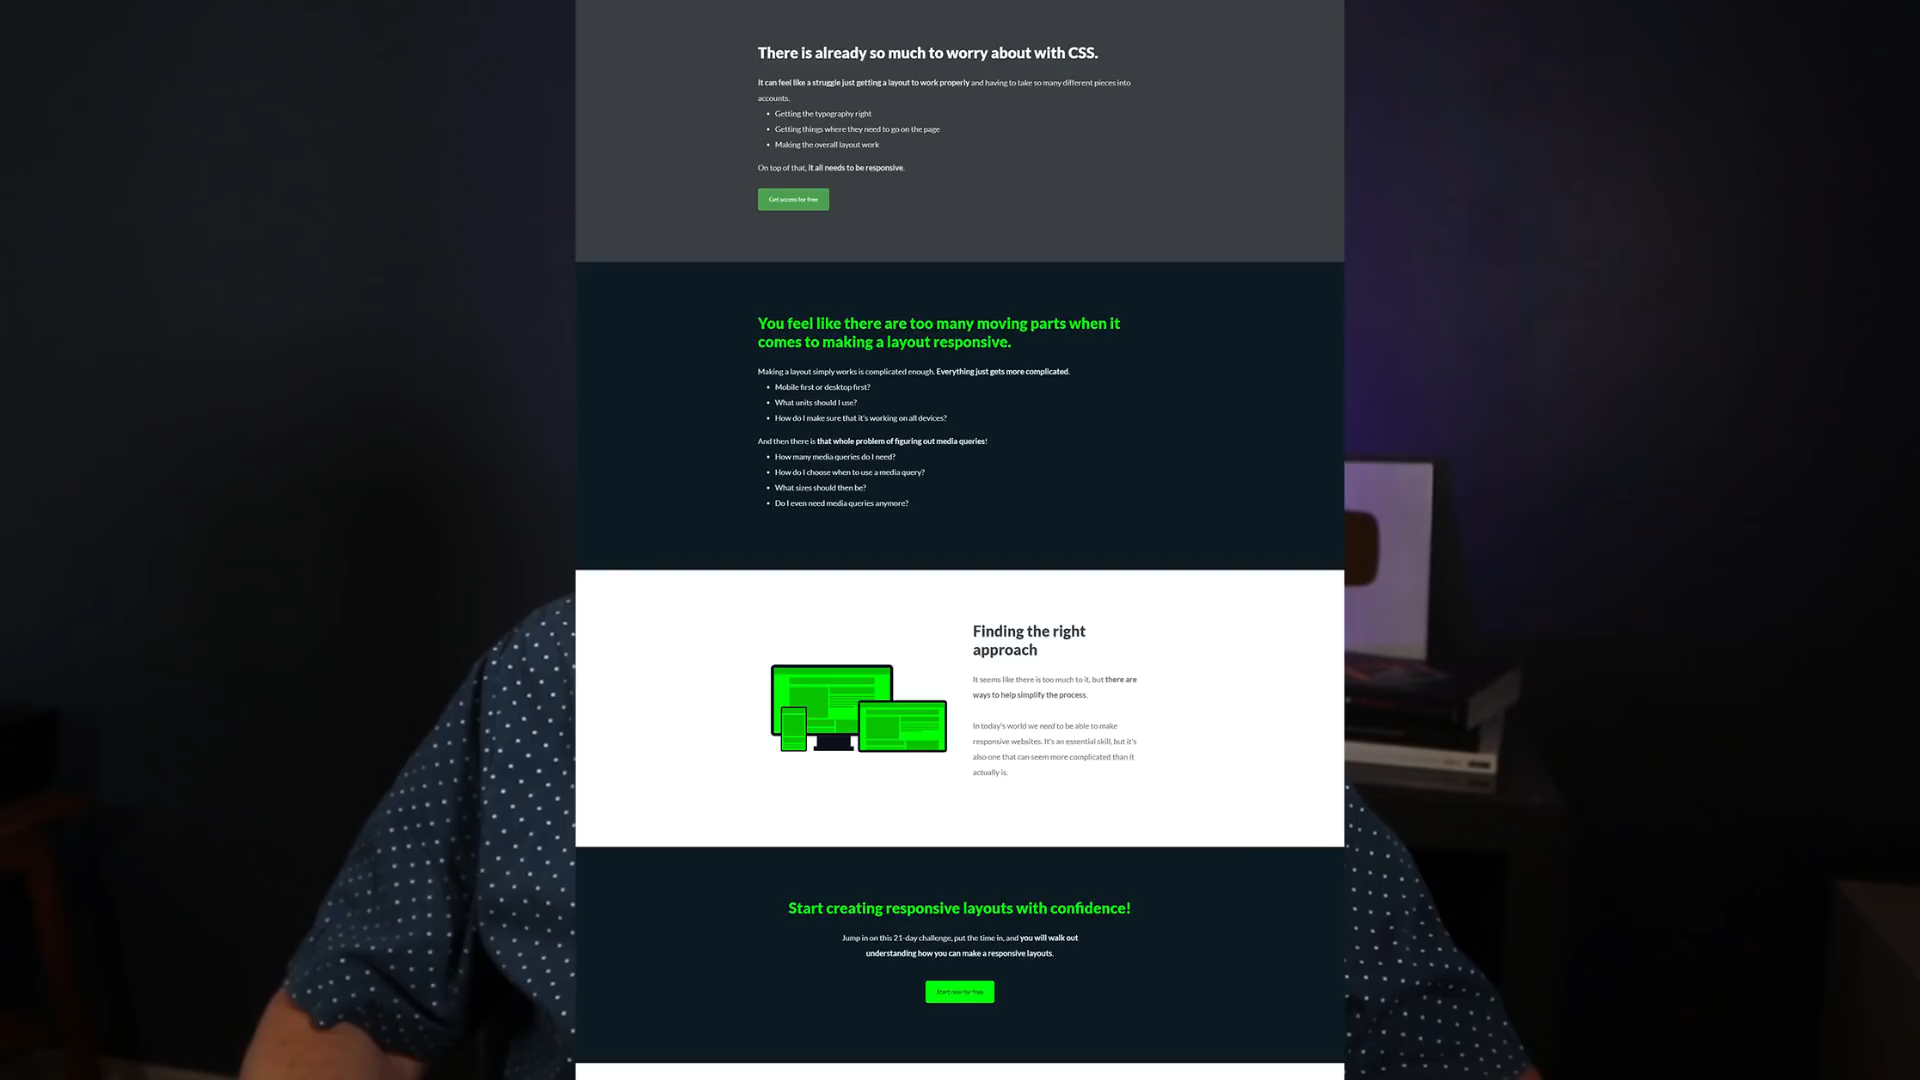 There is already so much to worry about with CSS.
It can feel like a struggle just getting a layout to work properly and having to take so many different pieces into
accounts.
• Getting the typography right
• Getting things where they need to go on the page
• Making the overall layout work
On top of that, it all needs to be responsive.
Get access for free
You feel like there are too many moving parts when it
comes to making a layout responsive.
Making a layout simply works is complicated enough. Everything just gets more complicated.
• Mobile first or desktop first?
• What units should I use?
• How do I make sure that it's working on all devices?
And then there is that whole problem of figuring out media queries!
• How many media queries do I need?
• How do I choose when to use a media query?
• What sizes should then be?
• Do I even need media queries anymore?
Finding the right
approach
It seems like there is too much to it, but there are
ways to help simplify the process.
In today's world we need to be able to make
responsive websites. It's an essential skill, but it's
also one that can seem more complicated than it
actually is.
Start creating responsive layouts with confidence!
Jump in on this 21-day challenge, put the time in, and you will walk out
understanding how you can make a responsive layouts.
Start now for free